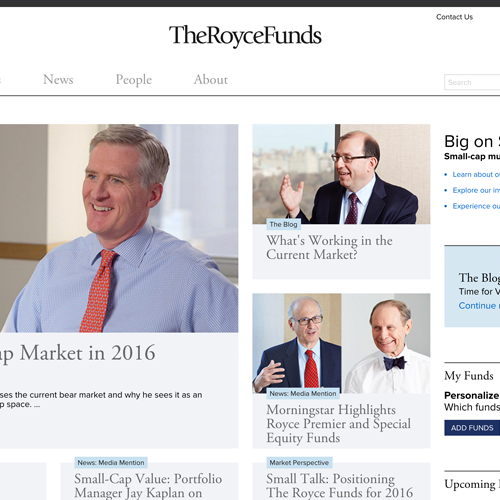 Contact Us
TheRoyceFunds
News
People
About
Search
Big on
Small-cap
Learn about
Explore our
Experience
The Blog
What's Working in the
Current Market?
The Blog
Time for
Continue
Market in 2016
the current bear market and why he sees it as an
space. ...
News: Media Mention
Morningstar Highlights
Royce Premier and Special
Equity Funds
My Funds
Personalize
Which funds
ADD FUNDS
News: Media Mention
Small-Cap Value: Portfolio
Manager Jay Kaplan on
Market Perspective
Small Talk: Positioning
The Royce Funds for 2016
Upcoming